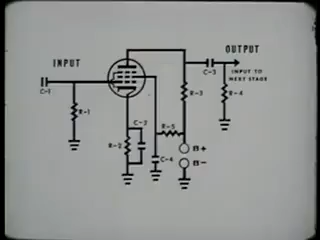 INPUT
OUTPUT
C-1
C-3
INPUT TO
NEXT STAGE
R-1
R-3
R-4
C-2
R-2
R-5
C-4
B+
B-